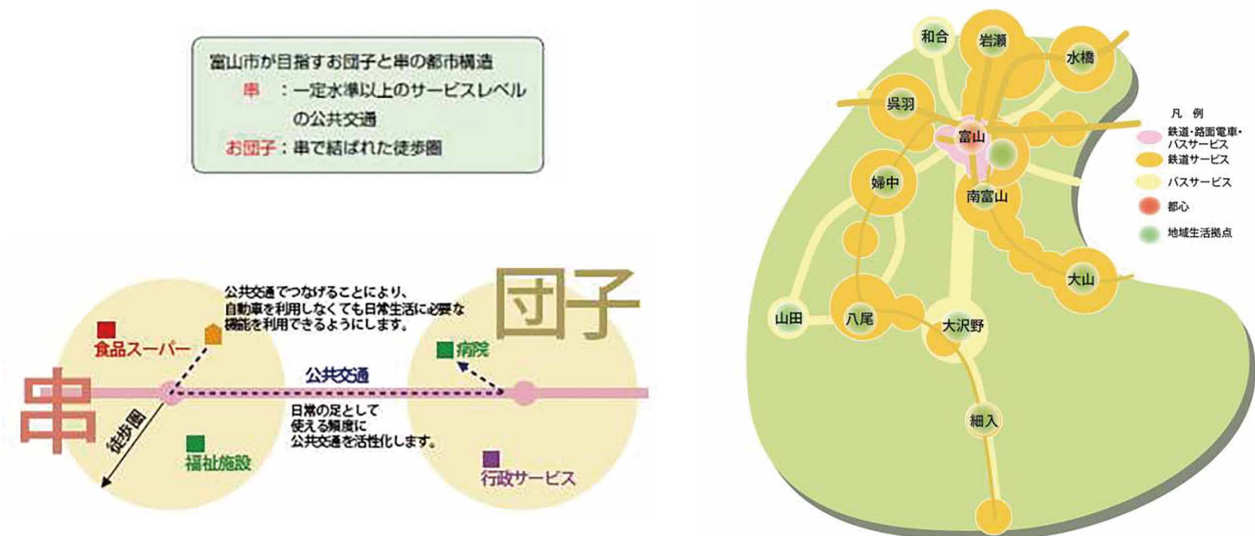 富山市が目指すお団子と串の都市構造
串 ：一定水準以上のサービスレベル
の公共交通
お団子：串で結ばれた徒歩圏
団子
公共交通でつなげることにより、
自動車を利用しなくても日常生活に必要な
機能を利用できるようにします。
食品スーパー
病院
公共交通
串
日常の足として
使える頻度に
公共交通を活性化します。
徒歩圏
福祉施設
行政サービス
和合
岩瀬
水橋
呉羽
富山
婦中
南富山
大山
山田
八尾
大沢野
細入
凡 例
鉄道・路面電車・
バスサービス
鉄道サービス
バスサービス
都心
地域生活拠点